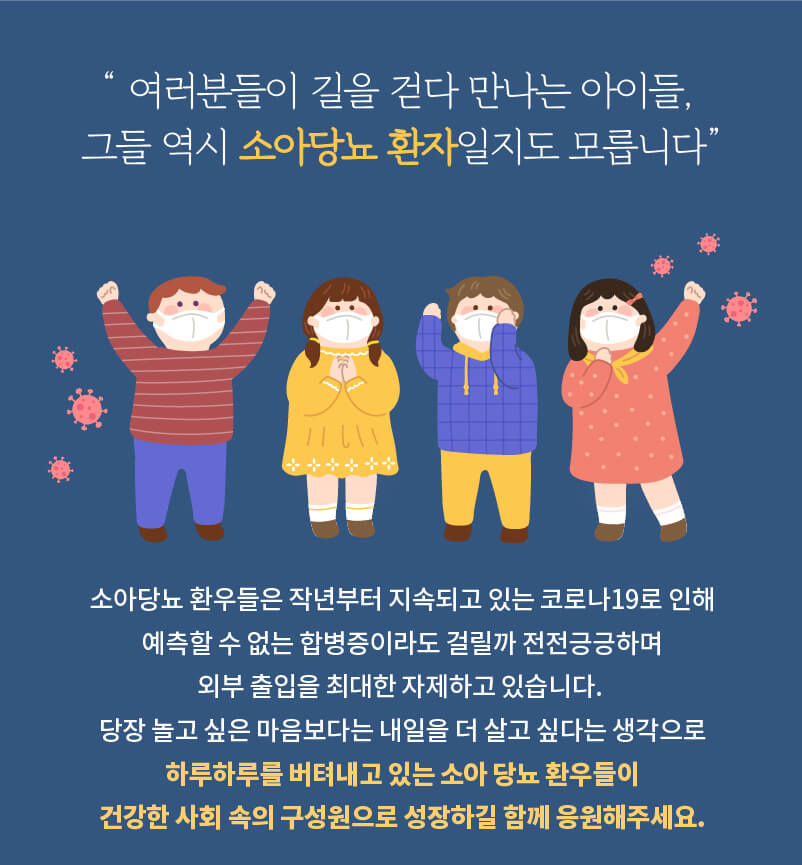 “ 여러분들이 길을 걷다 만나는 아이들,
그들 역시 소아당뇨 환자일지도 모릅니다”
소아당뇨 환우들은 작년부터 지속되고 있는 코로나19로 인해
예측할 수 없는 합병증이라도 걸릴까 전전긍긍하며
외부 출입을 최대한 자제하고 있습니다.
당장 놀고 싶은 마음보다는 내일을 더 살고 싶다는 생각으로
하루하루를 버텨내고 있는 소아 당뇨 환우들이
건강한 사회 속의 구성원으로 성장하길 함께 응원해주세요.